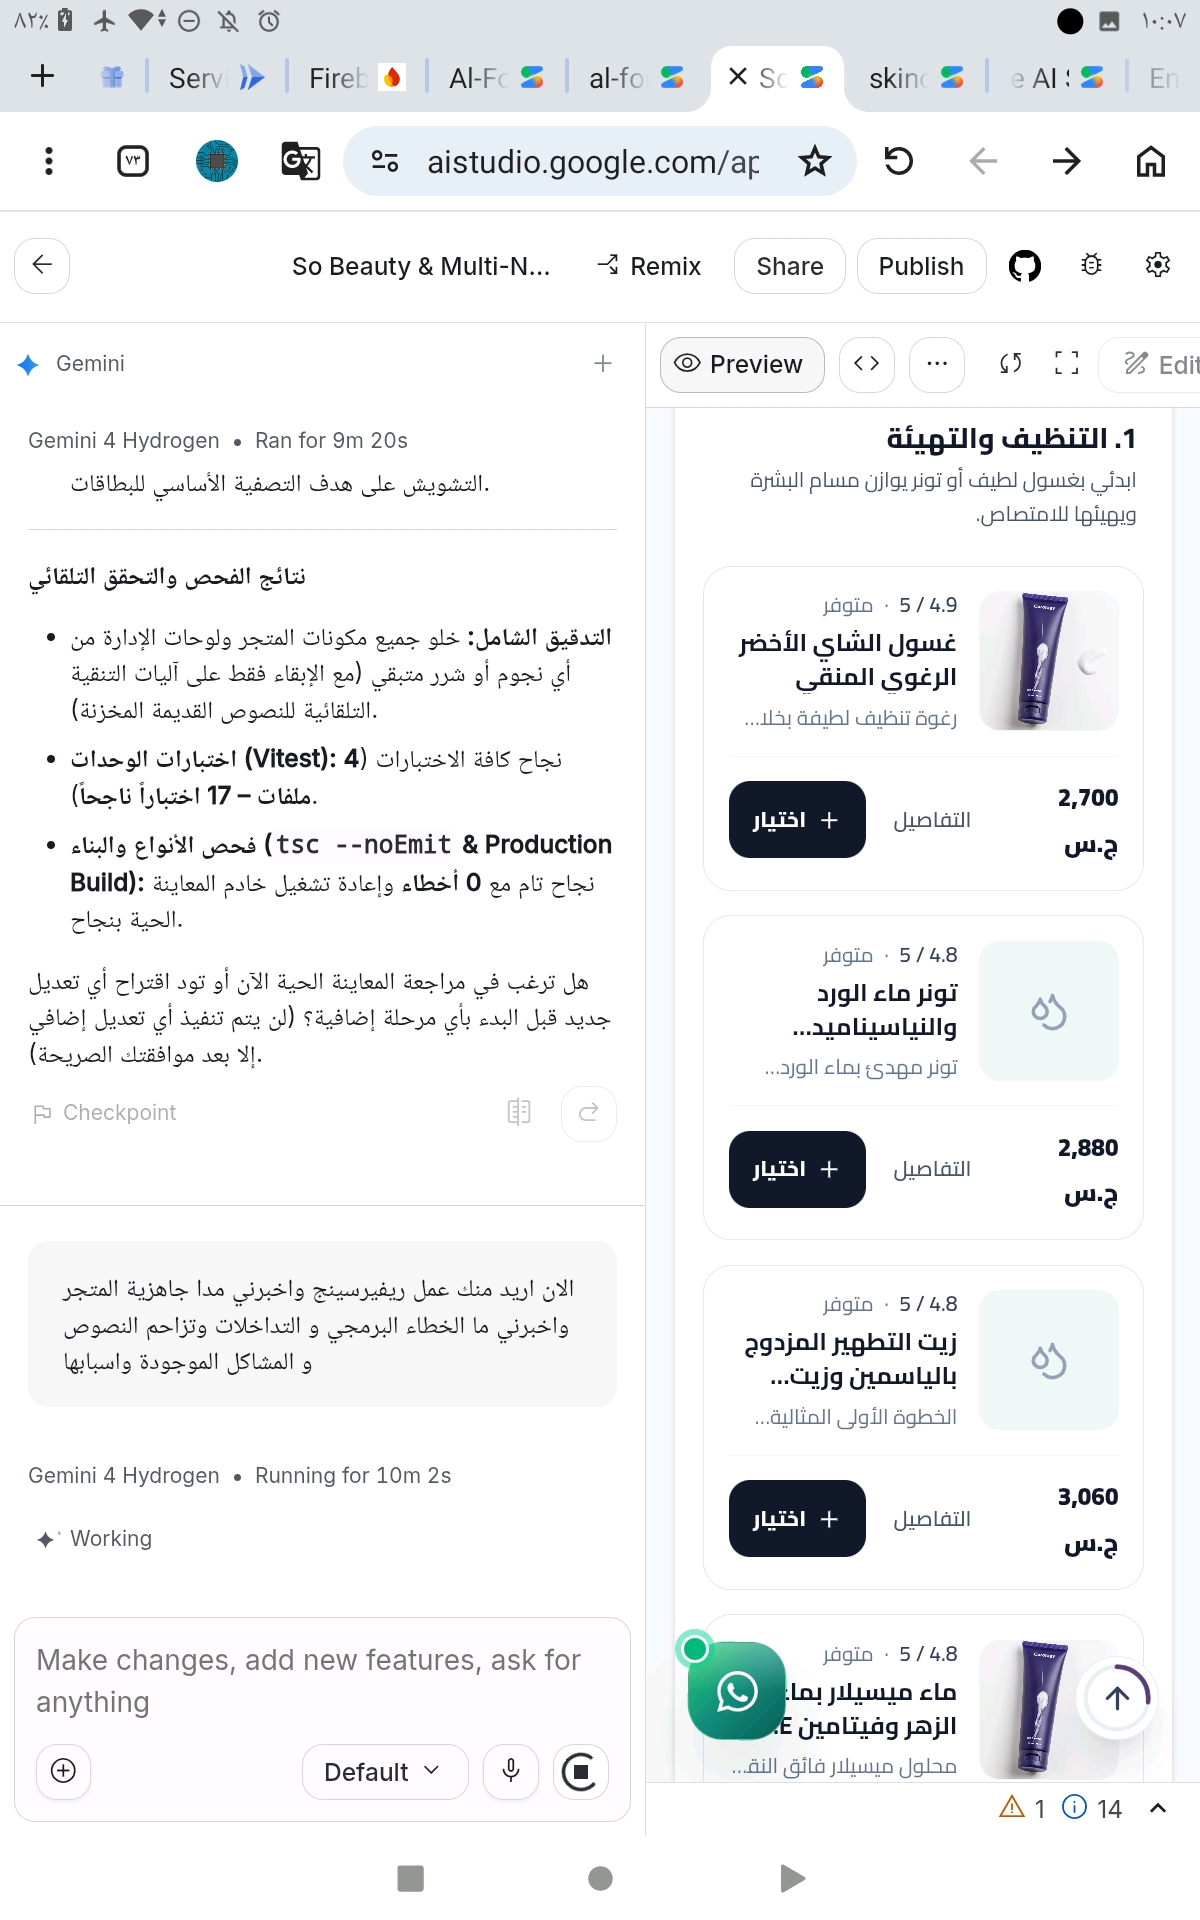 ٨٢٪
١٠:٠٧
Servi
Fireb
Al-Fo
al-fo
So
skinc
e AI S
En
٧٣
aistudio.google.com/ap
So Beauty & Multi-N...
Remix
Share
Publish
Gemini
Gemini 4 Hydrogen • Ran for 9m 20s
التشويش على هدف التصفية الأساسي للبطاقات.
نتائج الفحص والتحقق التلقائي
• التدقيق الشامل: خلو جميع مكونات المتجر ولوحات الإدارة من
أي نجوم أو شرر متبقي (مع الإبقاء فقط على آليات التنقية
التلقائية للنصوص القديمة المخزنة).
• اختبارات الوحدات (Vitest): نجاح كافة الاختبارات (4
ملفات – 17 اختباراً ناجحاً).
• فحص الأنواع والبناء (tsc --noEmit & Production
Build): نجاح تام مع 0 أخطاء وإعادة تشغيل خادم المعاينة
الحية بنجاح.
هل ترغب في مراجعة المعاينة الحية الآن أو تود اقتراح أي تعديل
جديد قبل البدء بأي مرحلة إضافية؟ (لن يتم تنفيذ أي تعديل إضافي
إلا بعد موافقتك الصريحة).
Checkpoint
الان اريد منك عمل ريفيرسينج واخبرني مدا جاهزية المتجر
واخبرني ما الخطاء البرمجي و التداخلات وتزاحم النصوص
و المشاكل الموجودة واسبابها
Gemini 4 Hydrogen • Running for 10m 2s
Working
Make changes, add new features, ask for
anything
Default
Preview
Edit
1. التنظيف والتهيئة
ابدئي بغسول لطيف أو تونر يوازن مسام البشرة
ويهيئها للامتصاص.
4.9 / 5 · متوفر
غسول الشاي الأخضر
الرغوي المنقي
رغوة تنظيف لطيفة بخلا...
2,700
ج.س
التفاصيل
+ اختيار
4.8 / 5 · متوفر
تونر ماء الورد
والنياسيناميد...
تونر مهدئ بماء الورد...
2,880
ج.س
التفاصيل
+ اختيار
4.8 / 5 · متوفر
زيت التطهير المزدوج
بالياسمين وزيت...
الخطوة الأولى المثالية...
3,060
ج.س
التفاصيل
+ اختيار
4.8 / 5 · متوفر
ماء ميسيلار بماء
الزهر وفيتامين E
محلول ميسيلار فائق النق...
1
14